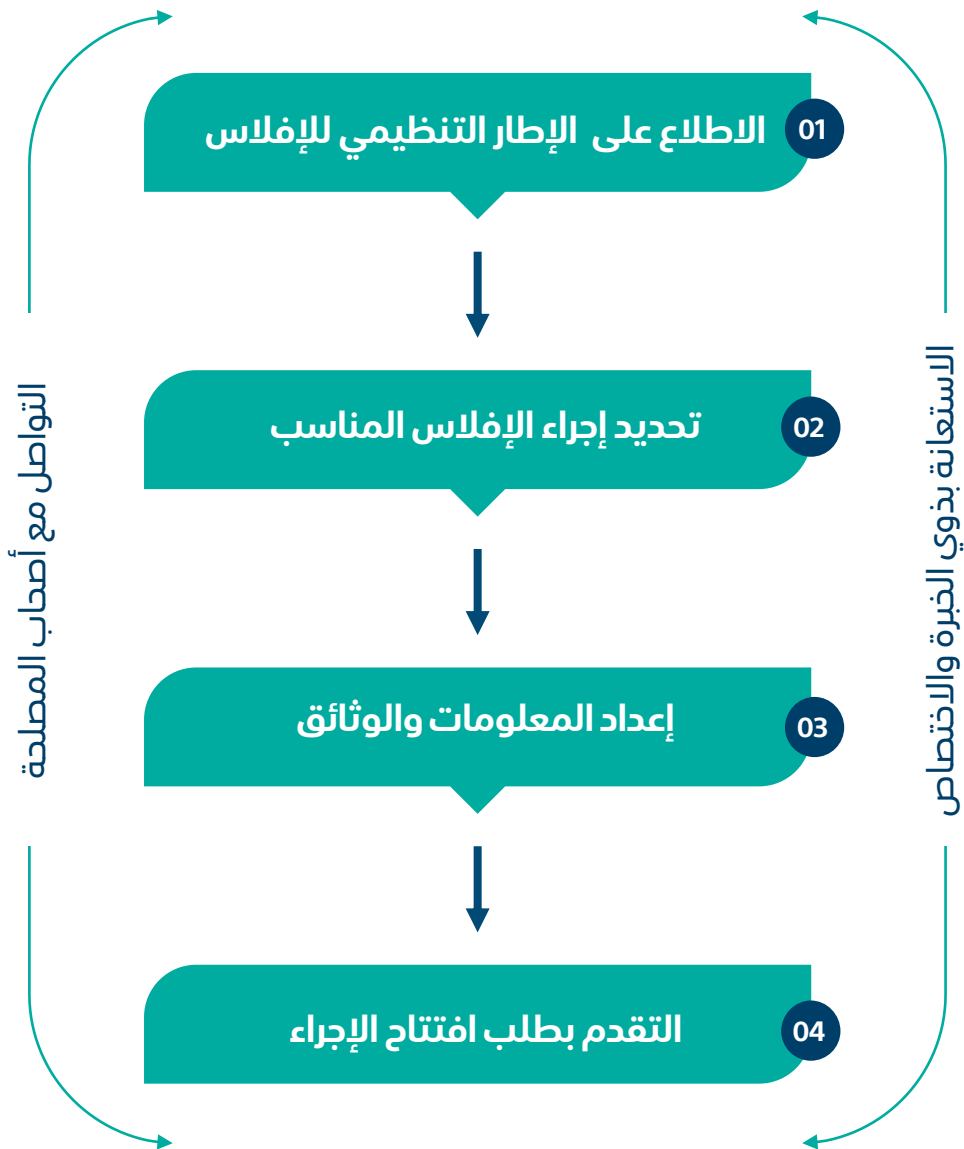 01 الاطلاع على الإطار التنظيمي للإفلاس
02 تحديد إجراء الإفلاس المناسب
03 إعداد المعلومات والوثائق
04 التقدم بطلب افتتاح الإجراء
الاستعانة بذوي الخبرة والاختصاص
التواصل مع أصحاب المصلحة